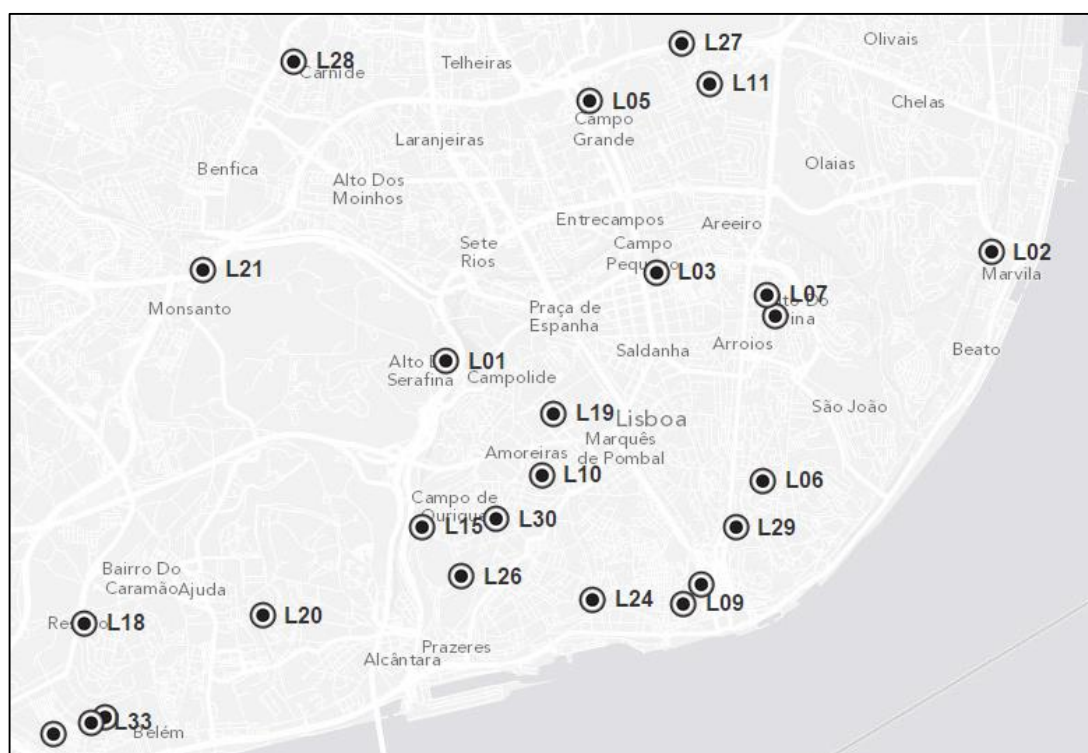 L27
Olivais
L28
Telheiras
Carnide
L11
Chelas
L05
Campo
Grande
Laranjeiras
Olaias
Benfica
Alto Dos
Moinhos
Entrecampos
Areeiro
Sete
Rios
Campo
L02
Marvila
L21
L03
L07
Monsanto
Praça de
Espanha
Arroios
Saldanha
Beato
Alto
Serafina
L01
Campolide
São João
L19
Lisboa
Marquês
de Pombal
Amoreiras
L10
L06
Campo de
L30
L15
L29
Bairro Do
Caramão
Ajuda
L26
L24
L09
L20
L18
Prazeres
Alcântara
L33
Belém